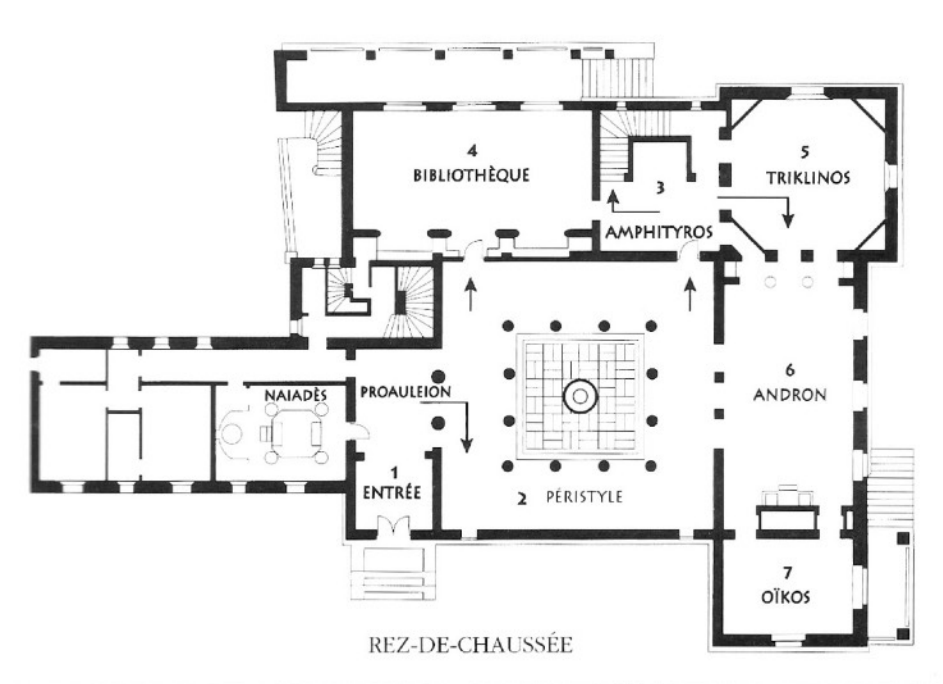 4
BIBLIOTHÈQUE
5
TRIKLINOS
3
AMPHITYROS
NAIADÈS
PROAULEION
6
ANDRON
1
ENTRÉE
2 PÉRISTYLE
7
OÏKOS
REZ-DE-CHAUSSÉE